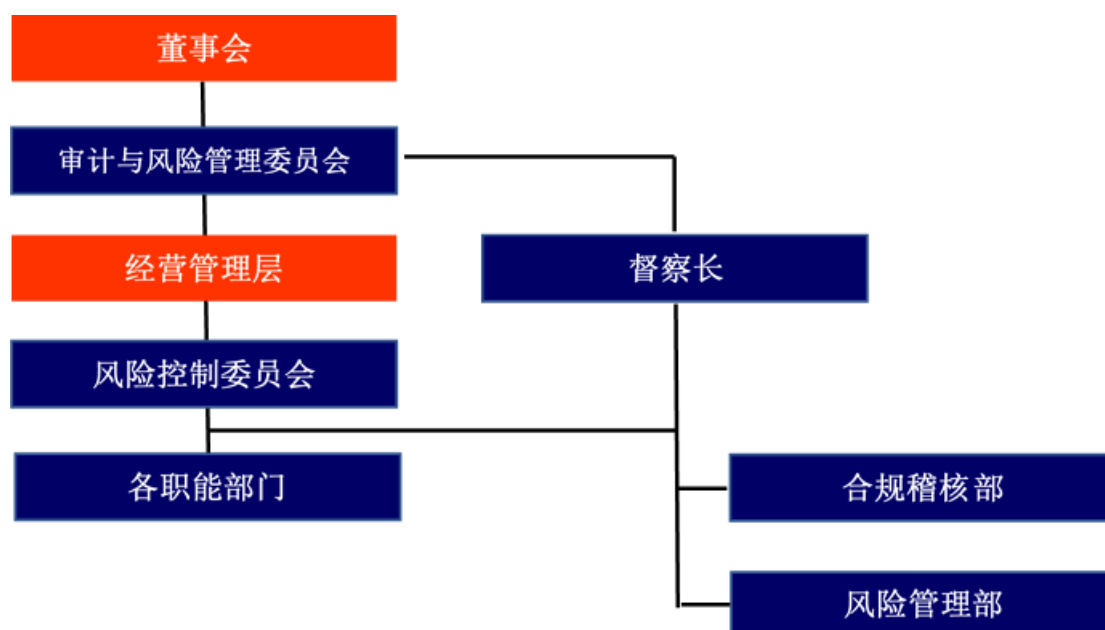 董事会
审计与风险管理委员会
经营管理层
督察长
风险控制委员会
各职能部门
合规稽核部
风险管理部